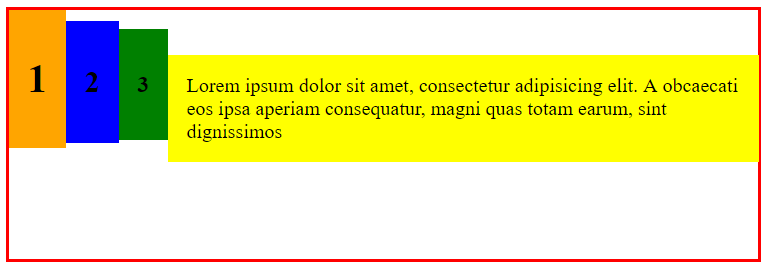 1 2 3
Lorem ipsum dolor sit amet, consectetur adipisicing elit. A obcaecati
eos ipsa aperiam consequatur, magni quas totam earum, sint
dignissimos